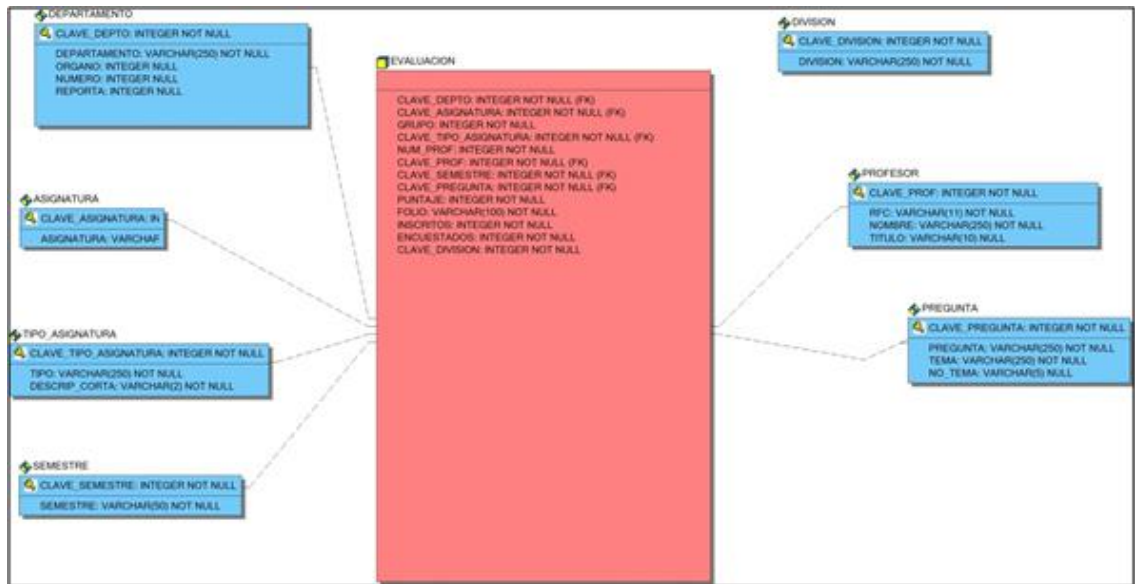 DEPARTAMENTO
CLAVE_DEPTO: INTEGER NOT NULL
DEPARTAMENTO: VARCHAR(250) NOT NULL
ORGANO: INTEGER NULL
NUMERO: INTEGER NULL
REPORTA: INTEGER NULL
ASIGNATURA
CLAVE_ASIGNATURA: IN
ASIGNATURA: VARCHAF
TIPO_ASIGNATURA
CLAVE_TIPO_ASIGNATURA: INTEGER NOT NULL
TIPO: VARCHAR(250) NOT NULL
DESCRIP_CORTA: VARCHAR(2) NOT NULL
SEMESTRE
CLAVE_SEMESTRE: INTEGER NOT NULL
SEMESTRE: VARCHAR(50) NOT NULL
EVALUACION
CLAVE_DEPTO: INTEGER NOT NULL (FK)
CLAVE_ASIGNATURA: INTEGER NOT NULL (FK)
GRUPO: INTEGER NOT NULL
CLAVE_TIPO_ASIGNATURA: INTEGER NOT NULL (FK)
NUM_PROF: INTEGER NOT NULL
CLAVE_PROF: INTEGER NOT NULL (FK)
CLAVE_SEMESTRE: INTEGER NOT NULL (FK)
CLAVE_PREGUNTA: INTEGER NOT NULL (FK)
PUNTAJE: INTEGER NOT NULL
FOLIO: VARCHAR(100) NOT NULL
INSCRITOS: INTEGER NOT NULL
ENCUESTADOS: INTEGER NOT NULL
CLAVE_DIVISION: INTEGER NOT NULL
DIVISION
CLAVE_DIVISION: INTEGER NOT NULL
DIVISION: VARCHAR(250) NOT NULL
PROFESOR
CLAVE_PROF: INTEGER NOT NULL
RFC: VARCHAR(11) NOT NULL
NOMBRE: VARCHAR(250) NOT NULL
TITULO: VARCHAR(10) NULL
PREGUNTA
CLAVE_PREGUNTA: INTEGER NOT NULL
PREGUNTA: VARCHAR(250) NOT NULL
TEMA: VARCHAR(250) NOT NULL
NO_TEMA: VARCHAR(5) NULL